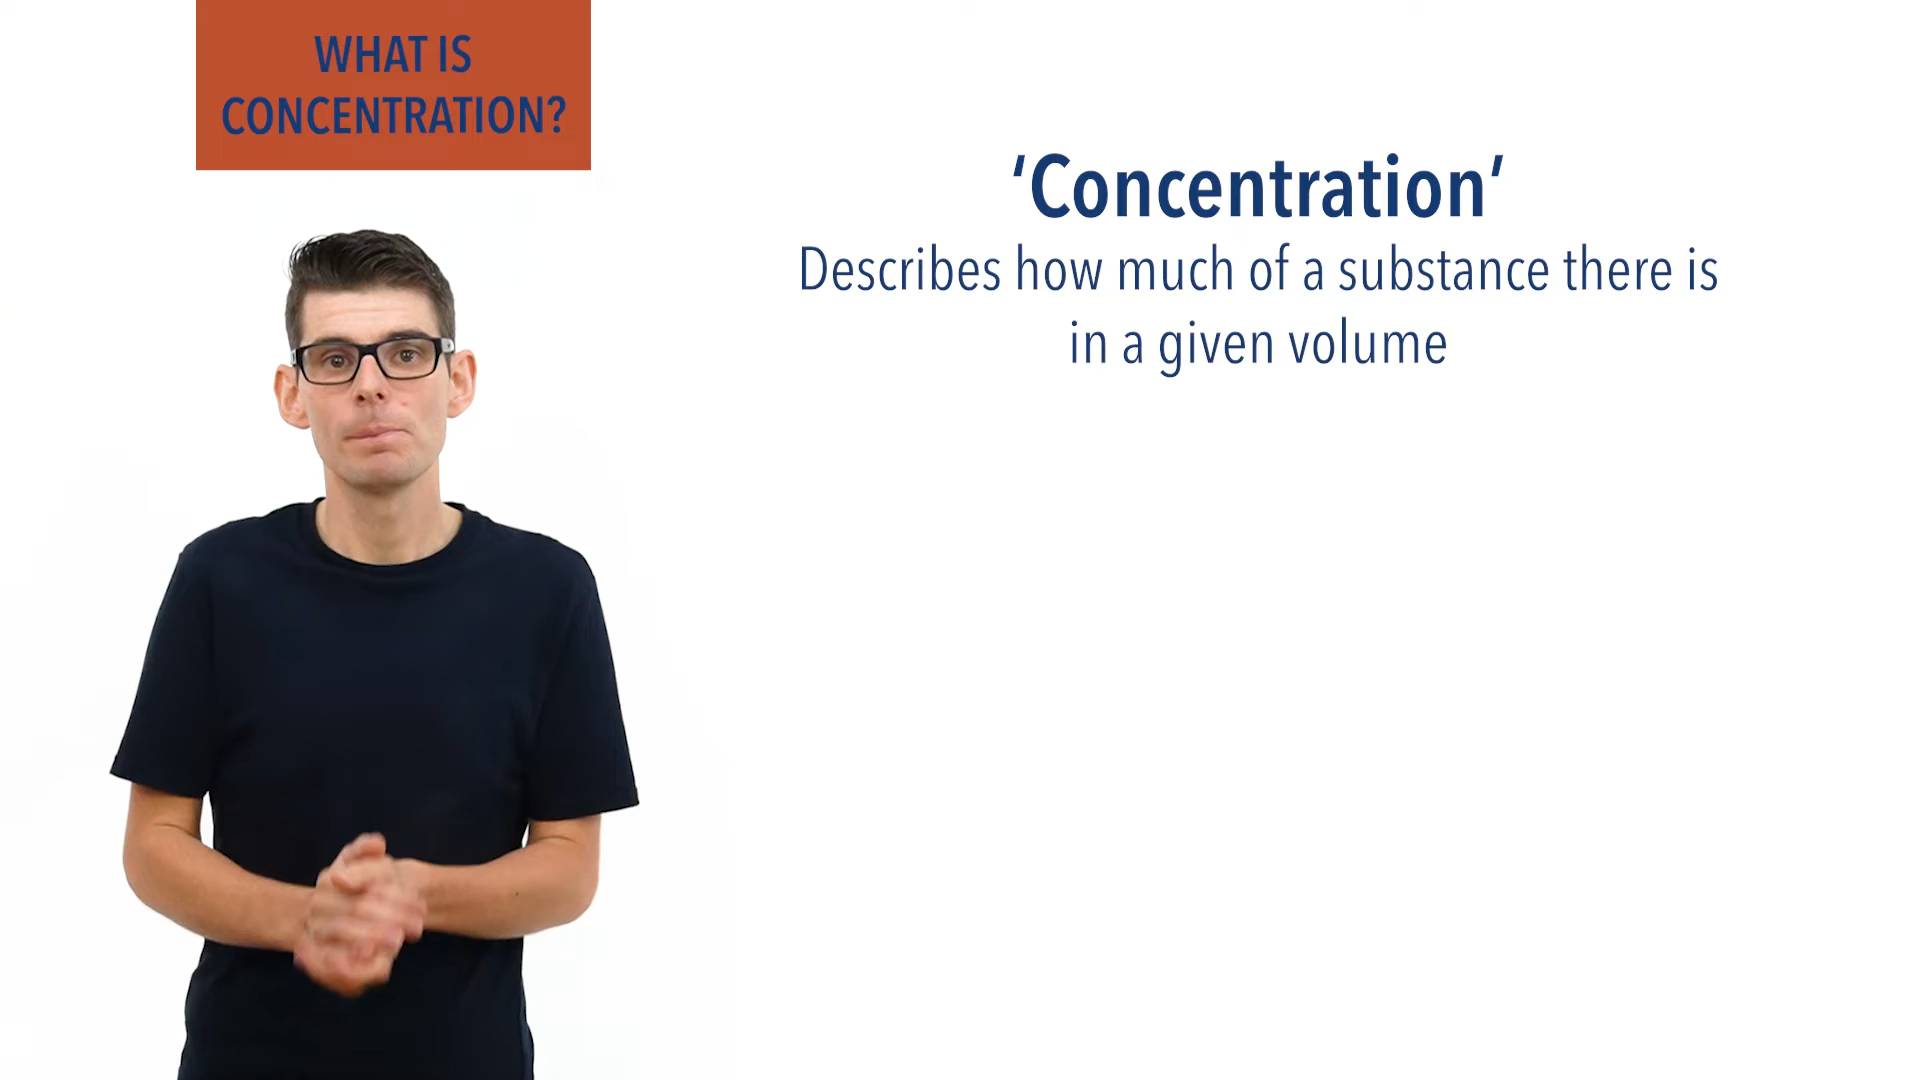 WHAT IS
CONCENTRATION?
‘Concentration’
Describes how much of a substance there is
in a given volume